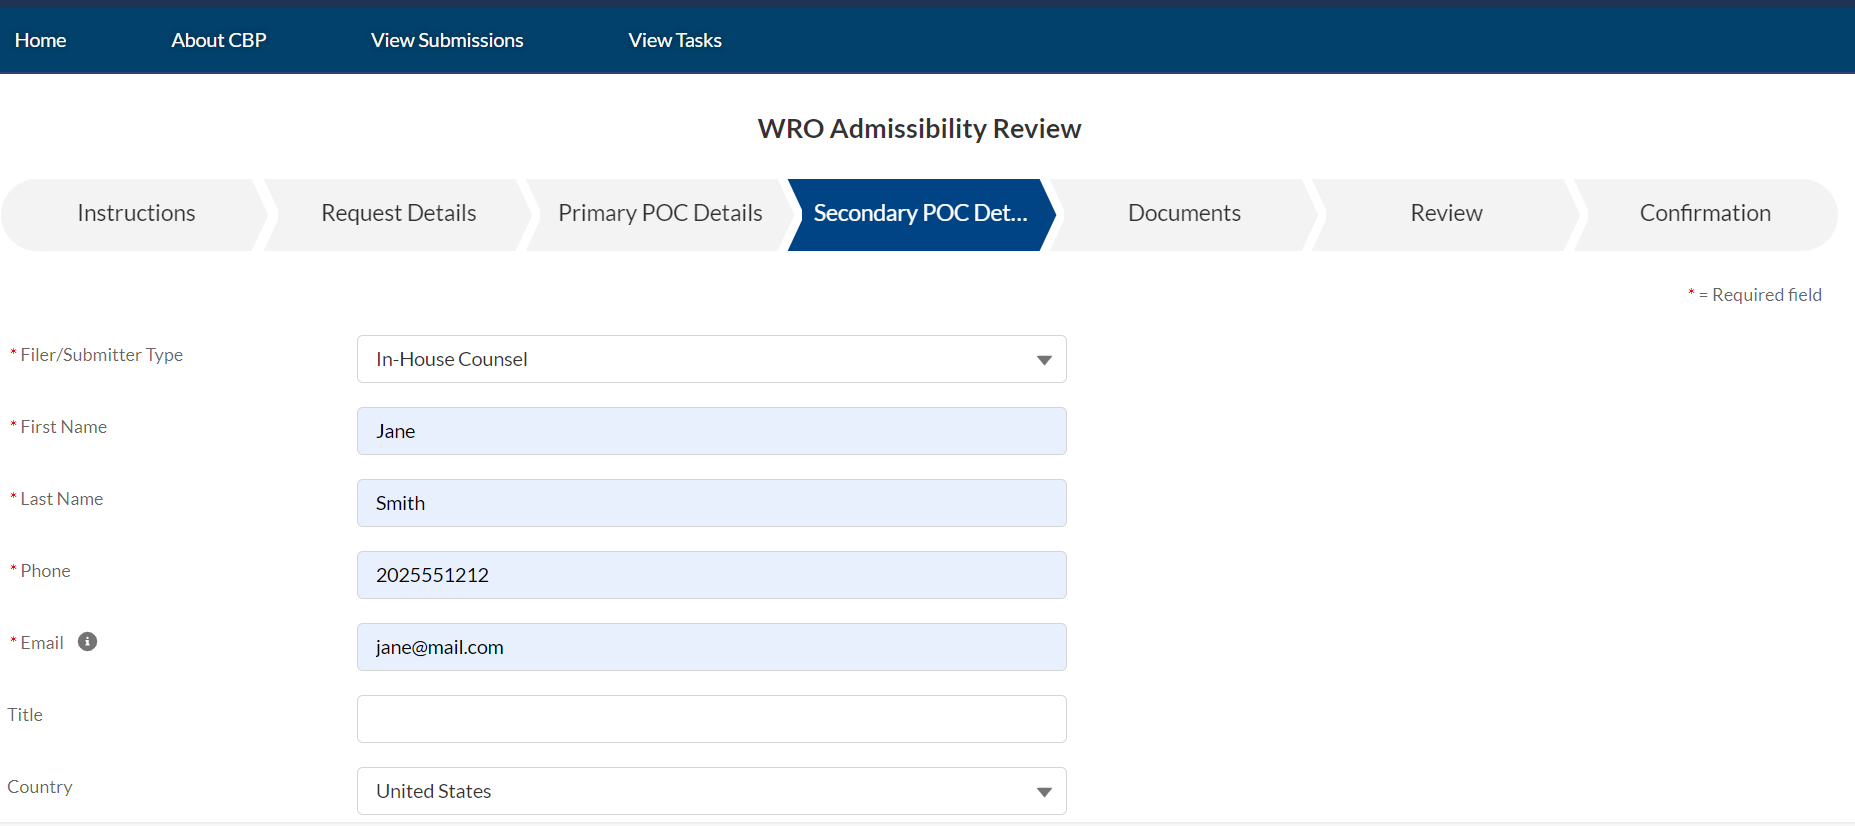 Home About CBP View Submissions View Tasks
WRO Admissibility Review
Instructions Request Details Primary POC Details Secondary POC Det... Documents Review Confirmation
* = Required field
* Filer/Submitter Type In-House Counsel
* First Name Jane
* Last Name Smith
* Phone 2025551212
* Email jane@mail.com
Title
Country United States